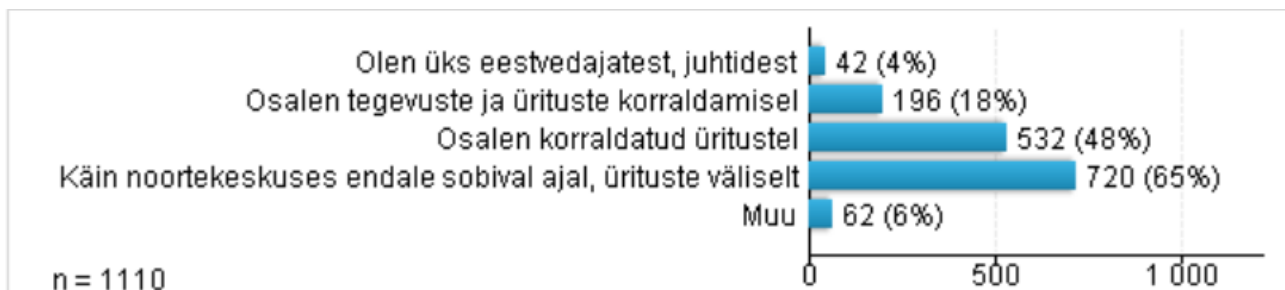 Olen üks eestvedajatest, juhtidest 42 (4%)
Osalen tegevuste ja ürituste korraldamisel 196 (18%)
Osalen korraldatud üritustel 532 (48%)
Käin noortekeskuses endale sobival ajal, ürituste väliselt 720 (65%)
Muu 62 (6%)
n = 1110
0 500 1 000